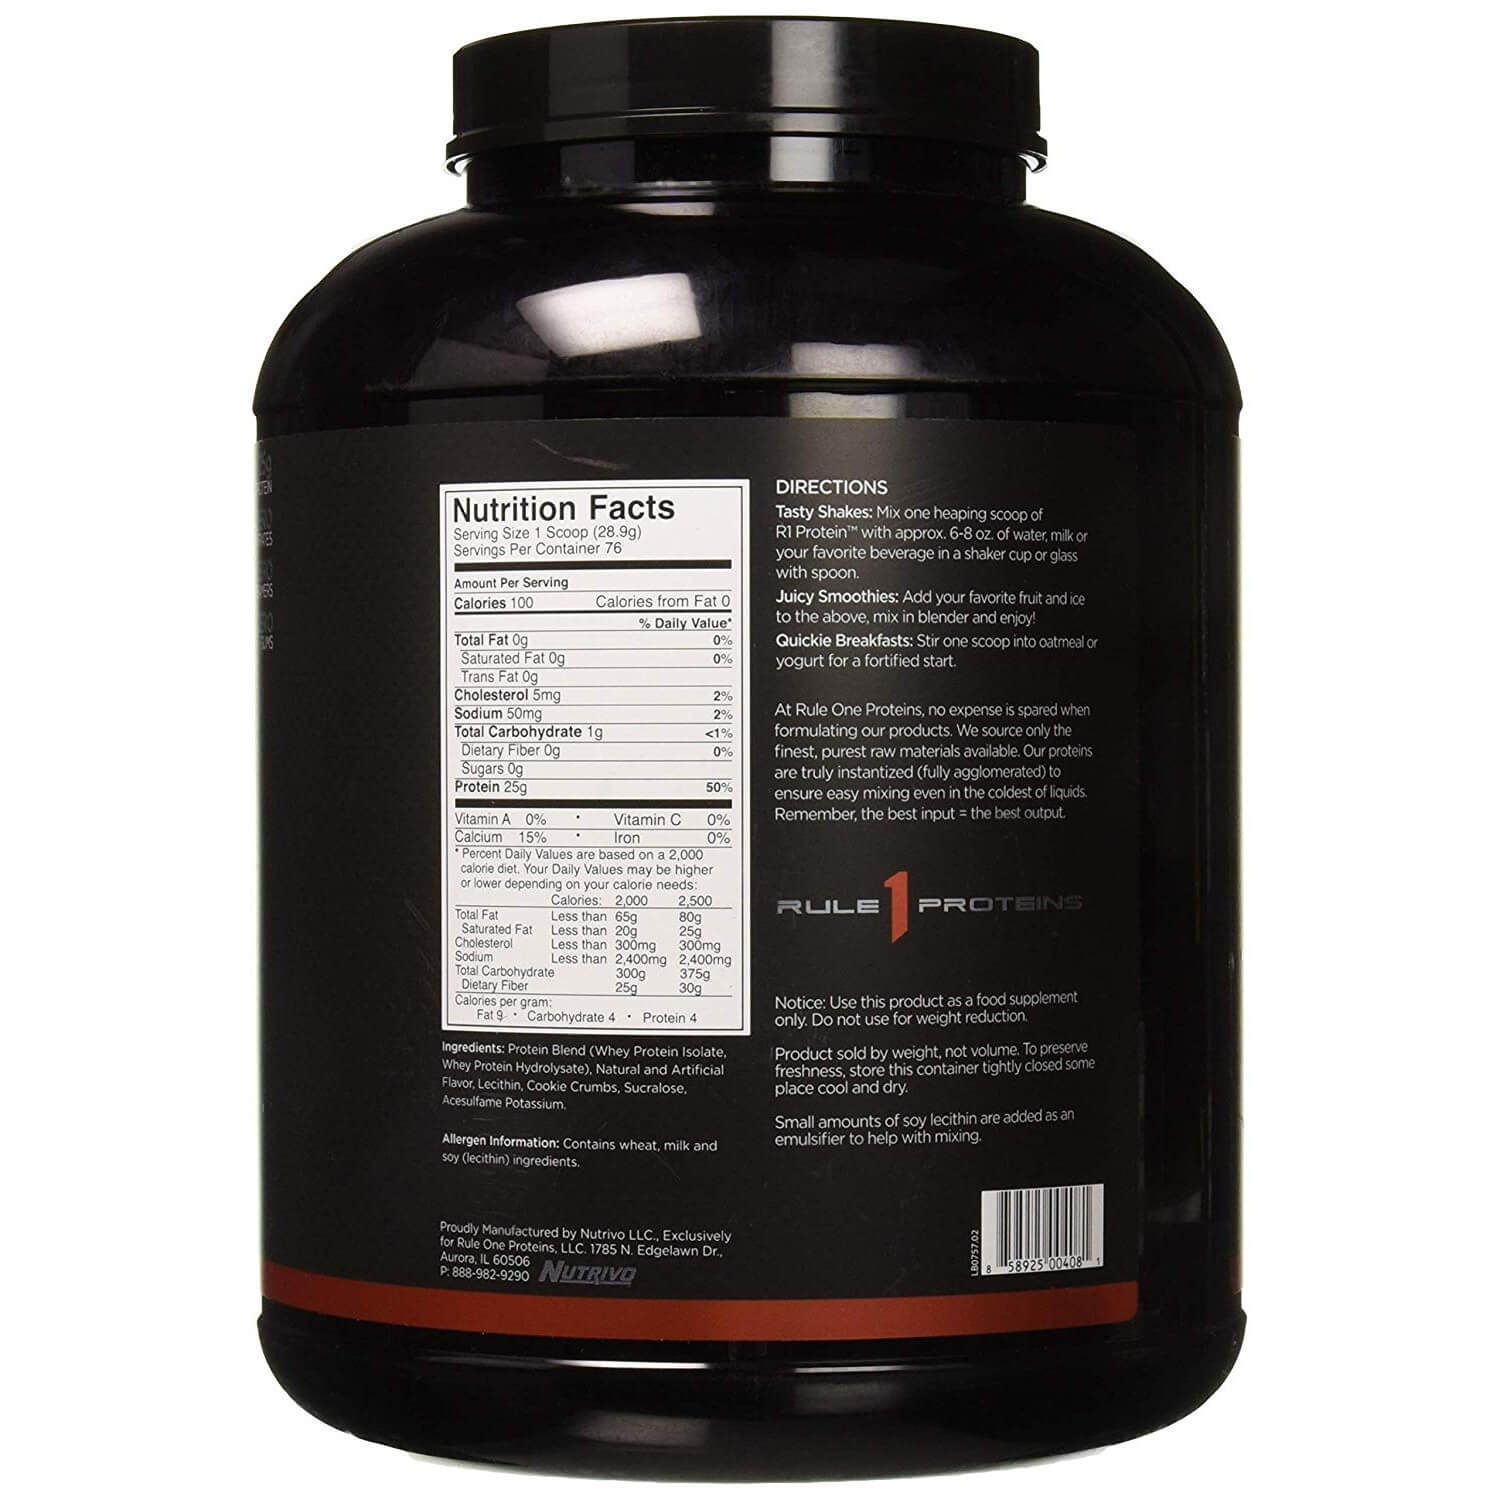 Nutrition Facts
Serving Size 1 Scoop (28.9g)
Servings Per Container 76
Amount Per Serving
Calories 100 Calories from Fat 0
% Daily Value*
Total Fat 0g 0%
Saturated Fat 0g 0%
Trans Fat 0g
Cholesterol 5mg 2%
Sodium 50mg 2%
Total Carbohydrate 1g <1%
Dietary Fiber 0g 0%
Sugars 0g
Protein 25g 50%
Vitamin A 0% • Vitamin C 0%
Calcium 15% • Iron 0%
* Percent Daily Values are based on a 2,000
calorie diet. Your Daily Values may be higher
or lower depending on your calorie needs:
Calories: 2,000 2,500
Total Fat Less than 65g 80g
Saturated Fat Less than 20g 25g
Cholesterol Less than 300mg 300mg
Sodium Less than 2,400mg 2,400mg
Total Carbohydrate 300g 375g
Dietary Fiber 25g 30g
Calories per gram:
Fat 9 • Carbohydrate 4 • Protein 4
Ingredients: Protein Blend (Whey Protein Isolate,
Whey Protein Hydrolysate), Natural and Artificial
Flavor, Lecithin, Cookie Crumbs, Sucralose,
Acesulfame Potassium.
Allergen Information: Contains wheat, milk and
soy (lecithin) ingredients.
Proudly Manufactured by Nutrivo LLC., Exclusively
for Rule One Proteins, LLC. 1785 N. Edgelawn Dr.,
Aurora, IL 60506
P: 888-982-9290 NUTRIVO
DIRECTIONS
Tasty Shakes: Mix one heaping scoop of
R1 Protein™ with approx. 6-8 oz. of water, milk or
your favorite beverage in a shaker cup or glass
with spoon.
Juicy Smoothies: Add your favorite fruit and ice
to the above, mix in blender and enjoy!
Quickie Breakfasts: Stir one scoop into oatmeal or
yogurt for a fortified start.
At Rule One Proteins, no expense is spared when
formulating our products. We source only the
finest, purest raw materials available. Our proteins
are truly instantized (fully agglomerated) to
ensure easy mixing even in the coldest of liquids.
Remember, the best input = the best output.
RULE 1 PROTEINS
Notice: Use this product as a food supplement
only. Do not use for weight reduction.
Product sold by weight, not volume. To preserve
freshness, store this container tightly closed some
place cool and dry.
Small amounts of soy lecithin are added as an
emulsifier to help with mixing.
LB0757.02
8 58925 00408 1